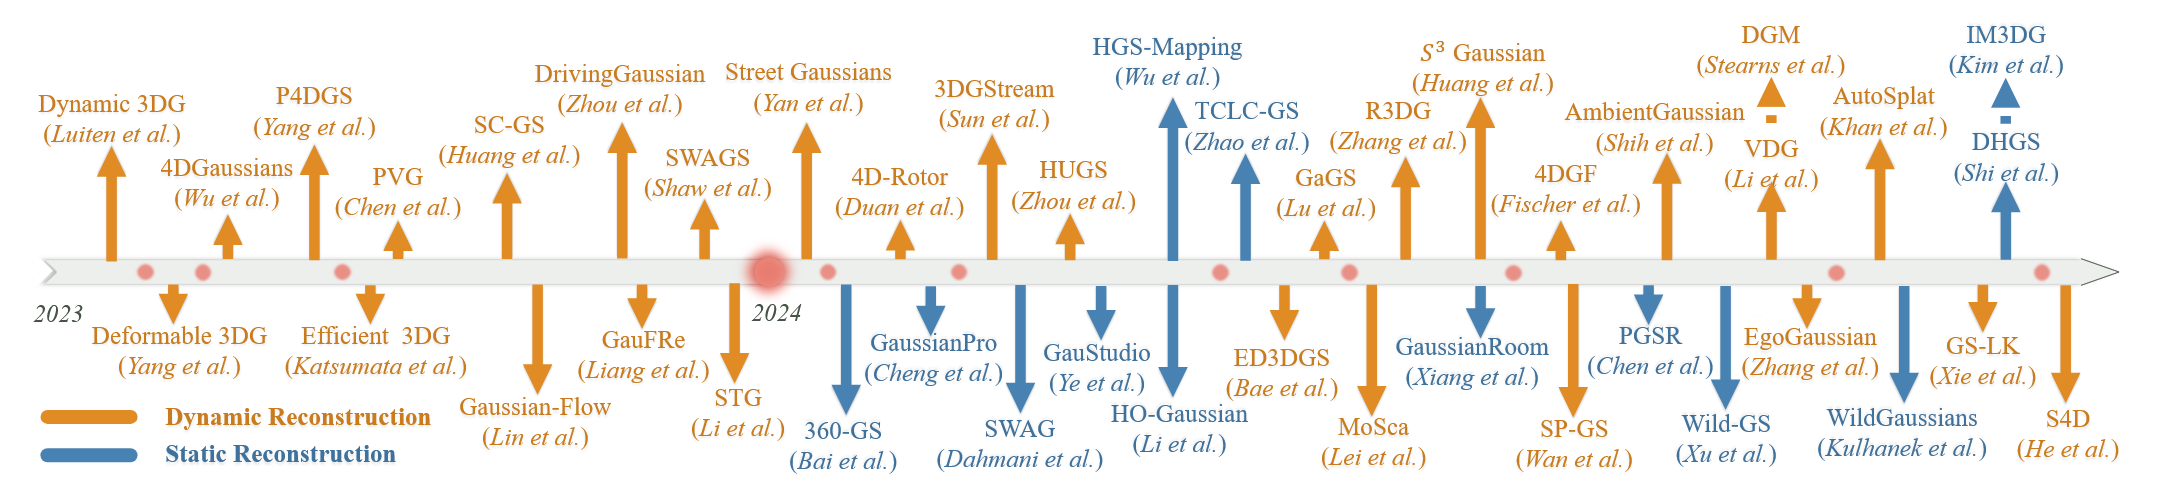 Dynamic 3DG
(Luiten et al.)
4DGaussians
(Wu et al.)
P4DGS
(Yang et al.)
PVG
(Chen et al.)
SC-GS
(Huang et al.)
DrivingGaussian
(Zhou et al.)
SWAGS
(Shaw et al.)
Street Gaussians
(Yan et al.)
4D-Rotor
(Duan et al.)
3DGStream
(Sun et al.)
HUGS
(Zhou et al.)
HGS-Mapping
(Wu et al.)
TCLC-GS
(Zhao et al.)
GaGS
(Lu et al.)
R3DG
(Zhang et al.)
S³ Gaussian
(Huang et al.)
4DGF
(Fischer et al.)
AmbientGaussian
(Shih et al.)
DGM
(Stearns et al.)
VDG
(Li et al.)
AutoSplat
(Khan et al.)
IM3DG
(Kim et al.)
DHGS
(Shi et al.)
2023
2024
Deformable 3DG
(Yang et al.)
Efficient 3DG
(Katsumata et al.)
Gaussian-Flow
(Lin et al.)
GauFRe
(Liang et al.)
STG
(Li et al.)
360-GS
(Bai et al.)
GaussianPro
(Cheng et al.)
SWAG
(Dahmani et al.)
GauStudio
(Ye et al.)
HO-Gaussian
(Li et al.)
ED3DGS
(Bae et al.)
MoSca
(Lei et al.)
GaussianRoom
(Xiang et al.)
SP-GS
(Wan et al.)
PGSR
(Chen et al.)
Wild-GS
(Xu et al.)
EgoGaussian
(Zhang et al.)
WildGaussians
(Kulhanek et al.)
GS-LK
(Xie et al.)
S4D
(He et al.)
Dynamic Reconstruction
Static Reconstruction